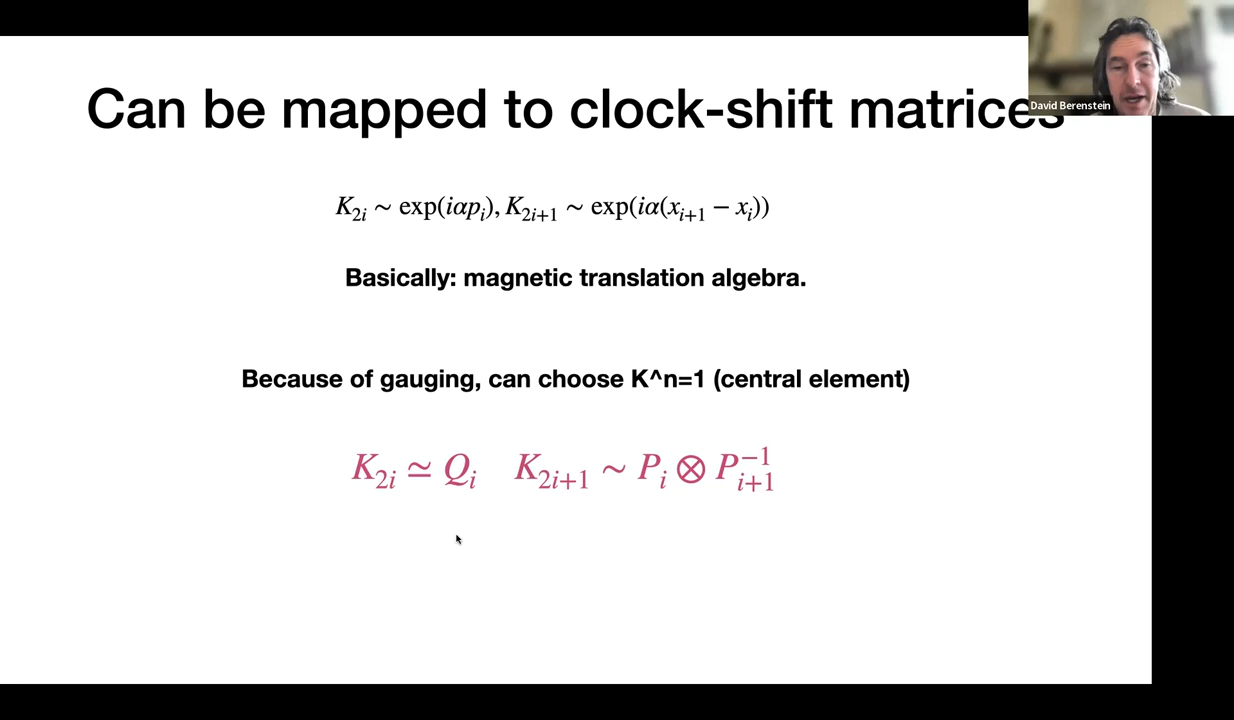 Can be mapped to clock-shift matrices
David Berenstein
K_{2i} ∼ exp(iαp_i), K_{2i+1} ∼ exp(iα(x_{i+1} − x_i))
Basically: magnetic translation algebra.
Because of gauging, can choose K^n=1 (central element)
K_{2i} ≃ Q_i K_{2i+1} ∼ P_i ⊗ P_{i+1}^{−1}